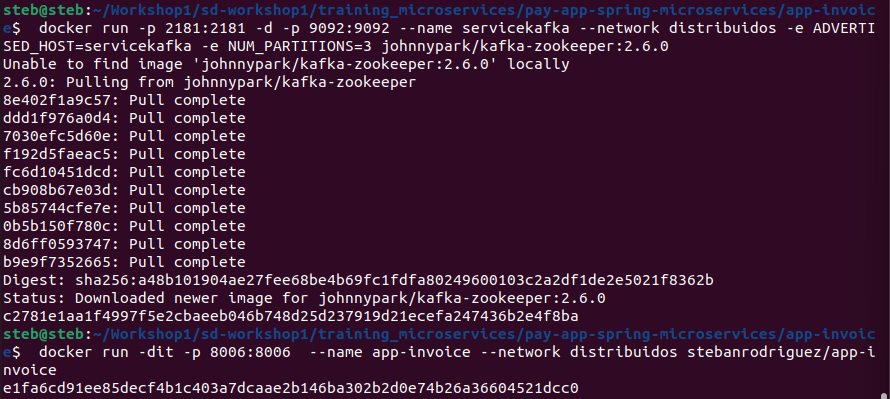 steb@steb:~/Workshop1/sd-workshop1/training_microservices/pay-app-spring-microservices/app-invoic
e$  docker run -p 2181:2181 -d -p 9092:9092 --name servicekafka --network distribuidos -e ADVERTI
SED_HOST=servicekafka -e NUM_PARTITIONS=3 johnnypark/kafka-zookeeper:2.6.0
Unable to find image 'johnnypark/kafka-zookeeper:2.6.0' locally
2.6.0: Pulling from johnnypark/kafka-zookeeper
8e402f1a9c57: Pull complete
ddd1f976a0d4: Pull complete
7030efc5d60e: Pull complete
f192d5faeac5: Pull complete
fc6d10451dcd: Pull complete
cb908b67e03d: Pull complete
5b85744cfe7e: Pull complete
0b5b150f780c: Pull complete
8d6ff0593747: Pull complete
b9e9f7352665: Pull complete
Digest: sha256:a48b101904ae27fee68be4b69fc1fdfa80249600103c2a2df1de2e5021f8362b
Status: Downloaded newer image for johnnypark/kafka-zookeeper:2.6.0
c2781e1aa1f4997f5e2cbaeeb046b748d25d237919d21ecefa247436b2e4f8ba
steb@steb:~/Workshop1/sd-workshop1/training_microservices/pay-app-spring-microservices/app-invoic
e$  docker run -dit -p 8006:8006  --name app-invoice --network distribuidos stebanrodriguez/app-i
nvoice
e1fa6cd91ee85decf4b1c403a7dcaae2b146ba302b2d0e74b26a36604521dcc0